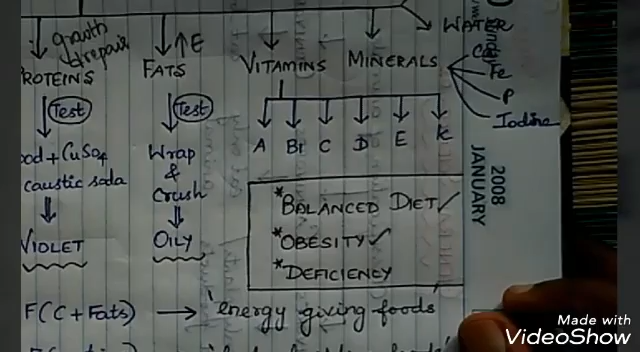 WATER
growth
& repair
↑E
PROTEINS
FATS
VITAMINS
MINERALS
Ca
Fe
P
Iodine
Test
Test
A B1 C D E K
ood + CuSO4
caustic soda
Wrap
&
Crush
VIOLET
OILY
*BALANCED DIET ✓
*OBESITY ✓
*DEFICIENCY
F(C + Fats) → 'energy giving foods'
2008
JANUARY
Made with
VideoShow